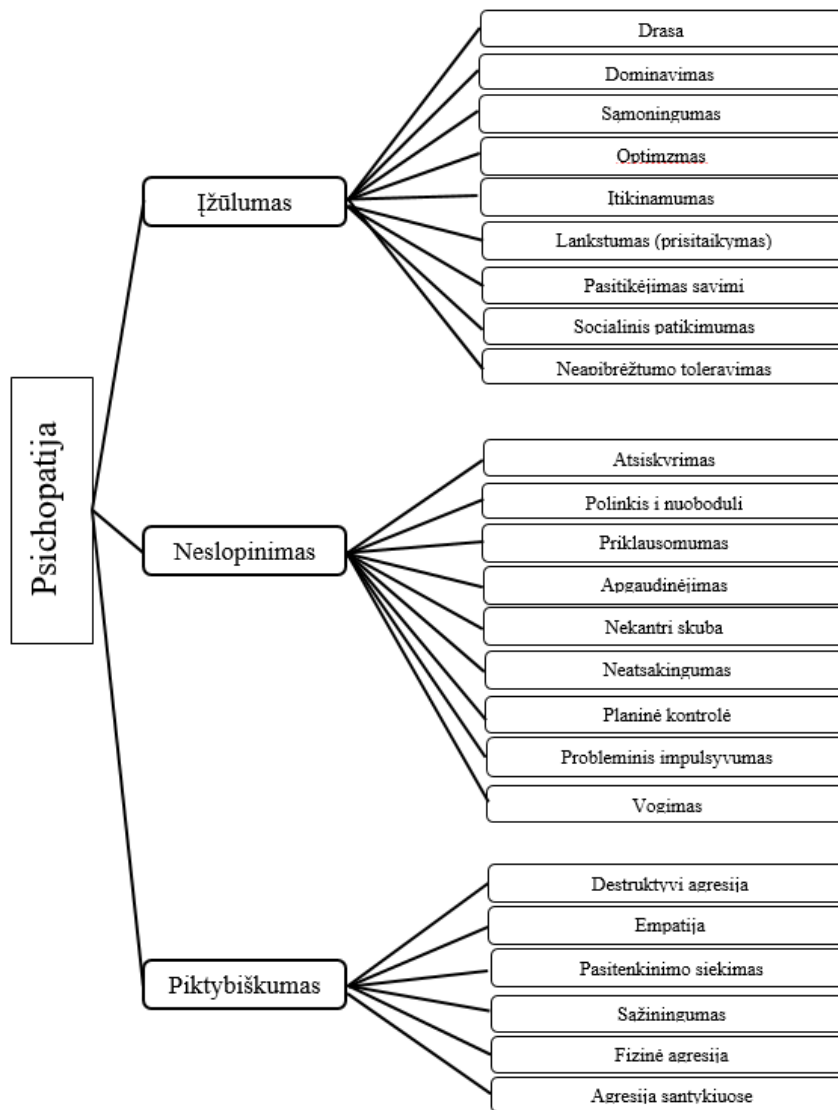 Psichopatija
Įžūlumas
Drasa
Dominavimas
Sąmoningumas
Optimzmas
Itikinamumas
Lankstumas (prisitaikymas)
Pasitikėjimas savimi
Socialinis patikimumas
Neapibrėžtumo toleravimas
Neslopinimas
Atsiskyrimas
Polinkis i nuoboduli
Priklausomumas
Apgaudinėjimas
Nekantri skuba
Neatsakingumas
Planinė kontrolė
Probleminis impulsyvumas
Vogimas
Piktybiškumas
Destruktyvi agresija
Empatija
Pasitenkinimo siekimas
Sąžiningumas
Fizinė agresija
Agresija santykiuose